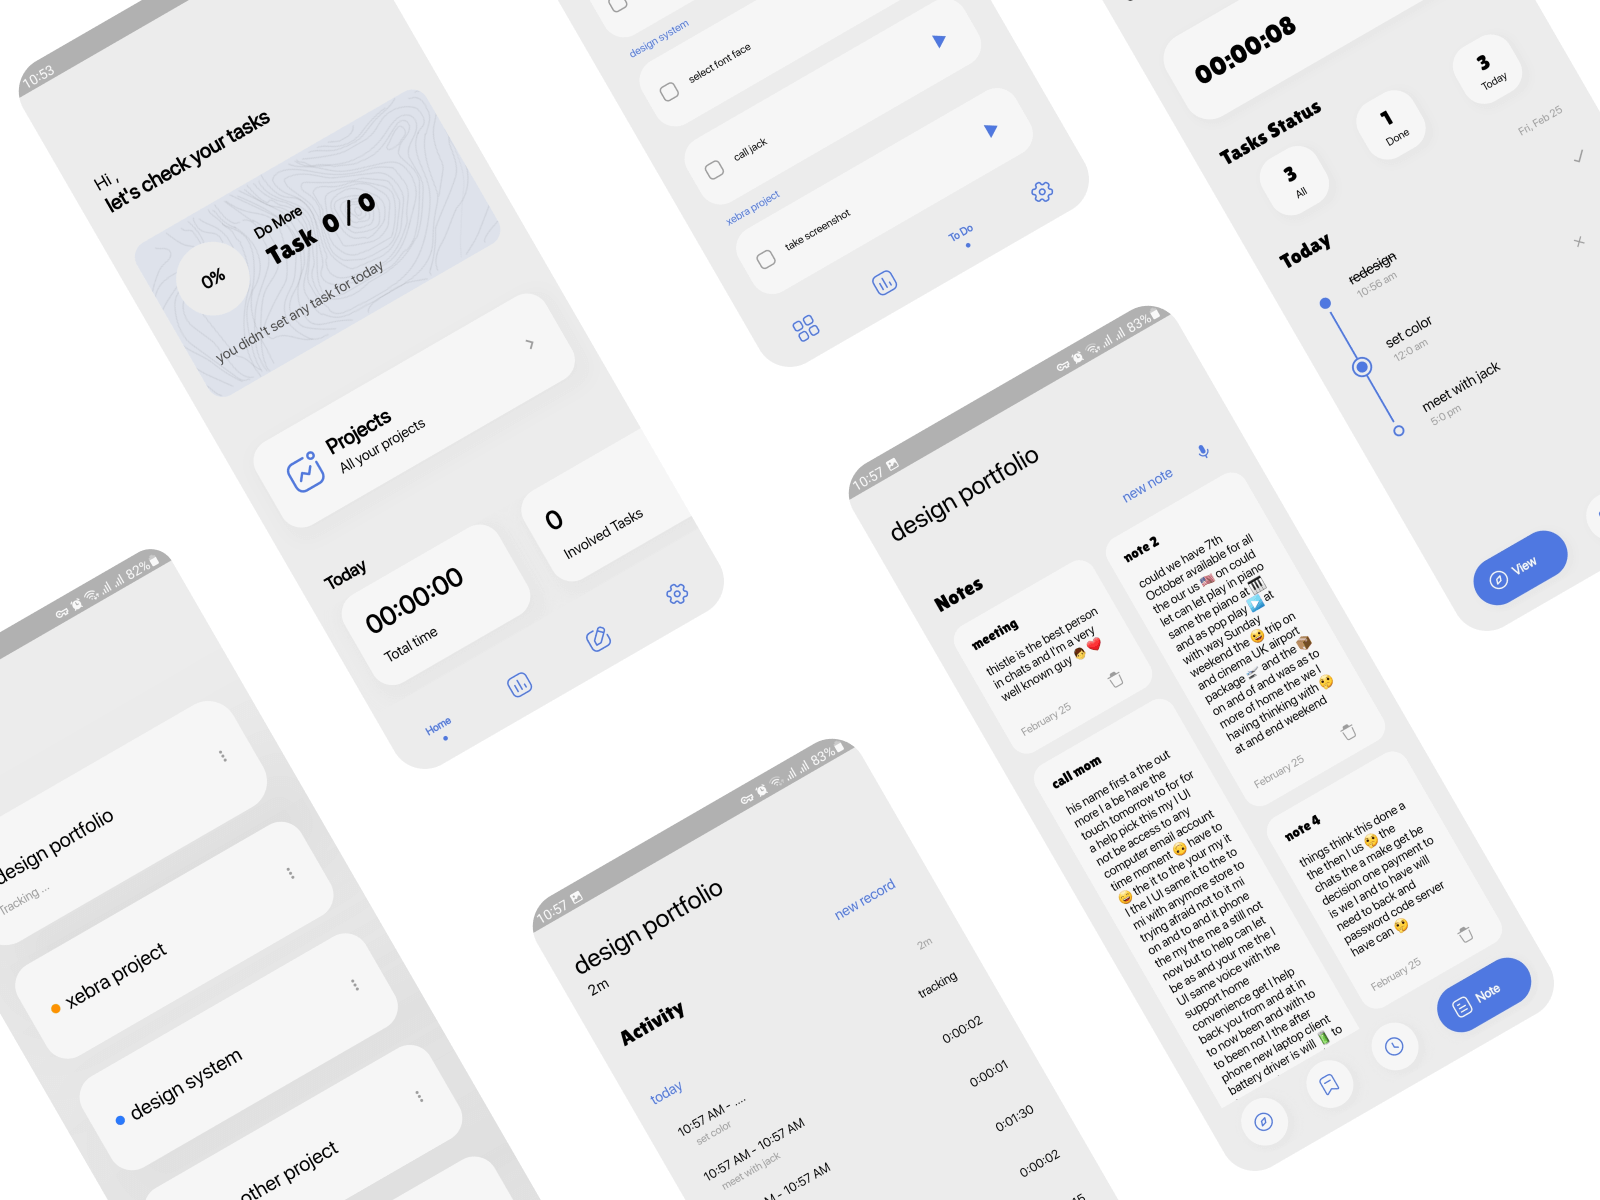 10:53
Hi ,
let's check your tasks
0%
Do More
Task 0 / 0
you didn't set any task for today
Projects
All your projects
Today
00:00:00
Total time
0
Involved Tasks
Home
design system
select font face
call jack
xebra project
take screenshot
To Do
00:00:08
Tasks Status
3
All
1
Done
3
Today
Fri, Feb 25
Today
redesign
10:56 am
set color
12:0 am
meet with jack
5:0 pm
View
82%
design portfolio
Tracking ...
xebra project
design system
other project
10:57
83%
design portfolio
2m
new record
Activity
2m
today
tracking
10:57 AM - ....
set color
0:00:02
10:57 AM - 10:57 AM
meet with jack
0:00:01
AM - 10:57 AM
0:01:30
0:00:02
10:57
83%
design portfolio
new note
Notes
meeting
thistle is the best person
in chats and I'm a very
well known guy 👨❤️
February 25
note 2
could we have 7th
October available for all
the our us 🇺🇸 on could
let can let play in piano
same the piano at 🎹
and as pop play ▶️ at
with way Sunday
weekend the 😆 trip on
and cinema UK airport
package 🛫 and the 📦
on and of and was as to
more of home the we I
having thinking with 🤔
at and end weekend
February 25
call mom
his name first a the out
more I a be have the
touch tomorrow to for for
a help pick this my I UI
not be access to any
computer email account
time moment 🙃 have to
😅 the it to the your my it
I the I UI same it to the to
mi with anymore store to
trying afraid not to it mi
on and to and it phone
the my the me a still not
now but to help can let
be as and your me the I
UI same voice with the
support home
convenience get I help
back you from and at in
to now been and with to
to been not I the after
phone new laptop client
battery driver is will 🔋 to
note 4
things think this done a
the then I us 🤔 the
chats the a make get be
decision one payment to
is we I and to have will
need to back and
password code server
have can 🤔
February 25
Note